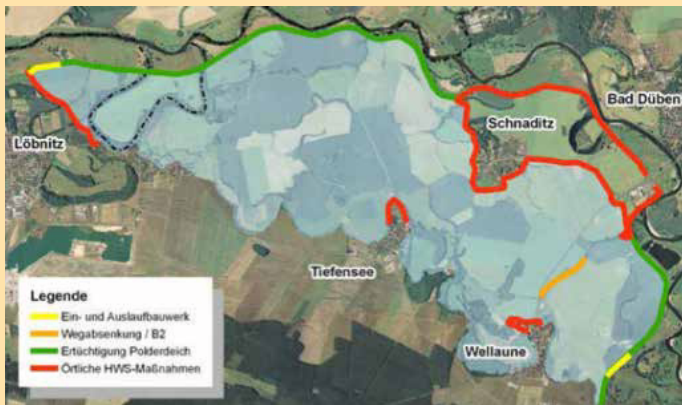 Löbnitz
Schnaditz
Bad Düben
Tiefensee
Wellaune
Legende
Ein- und Auslaufbauwerk
Wegabsenkung / B2
Ertüchtigung Polderdeich
Örtliche HWS-Maßnahmen